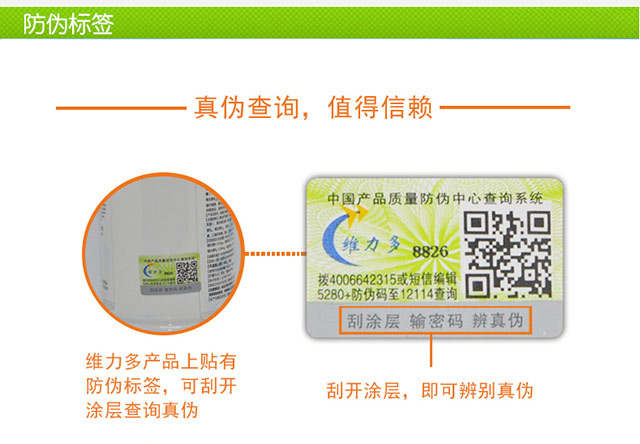 防伪标签
真伪查询，值得信赖
中国产品质量防伪中心查询系统
维力多
8826
拨4006642315或短信编辑
5280+防伪码至12114查询
刮涂层 输密码 辨真伪
维力多产品上贴有
防伪标签，可刮开
涂层查询真伪
刮开涂层，即可辨别真伪